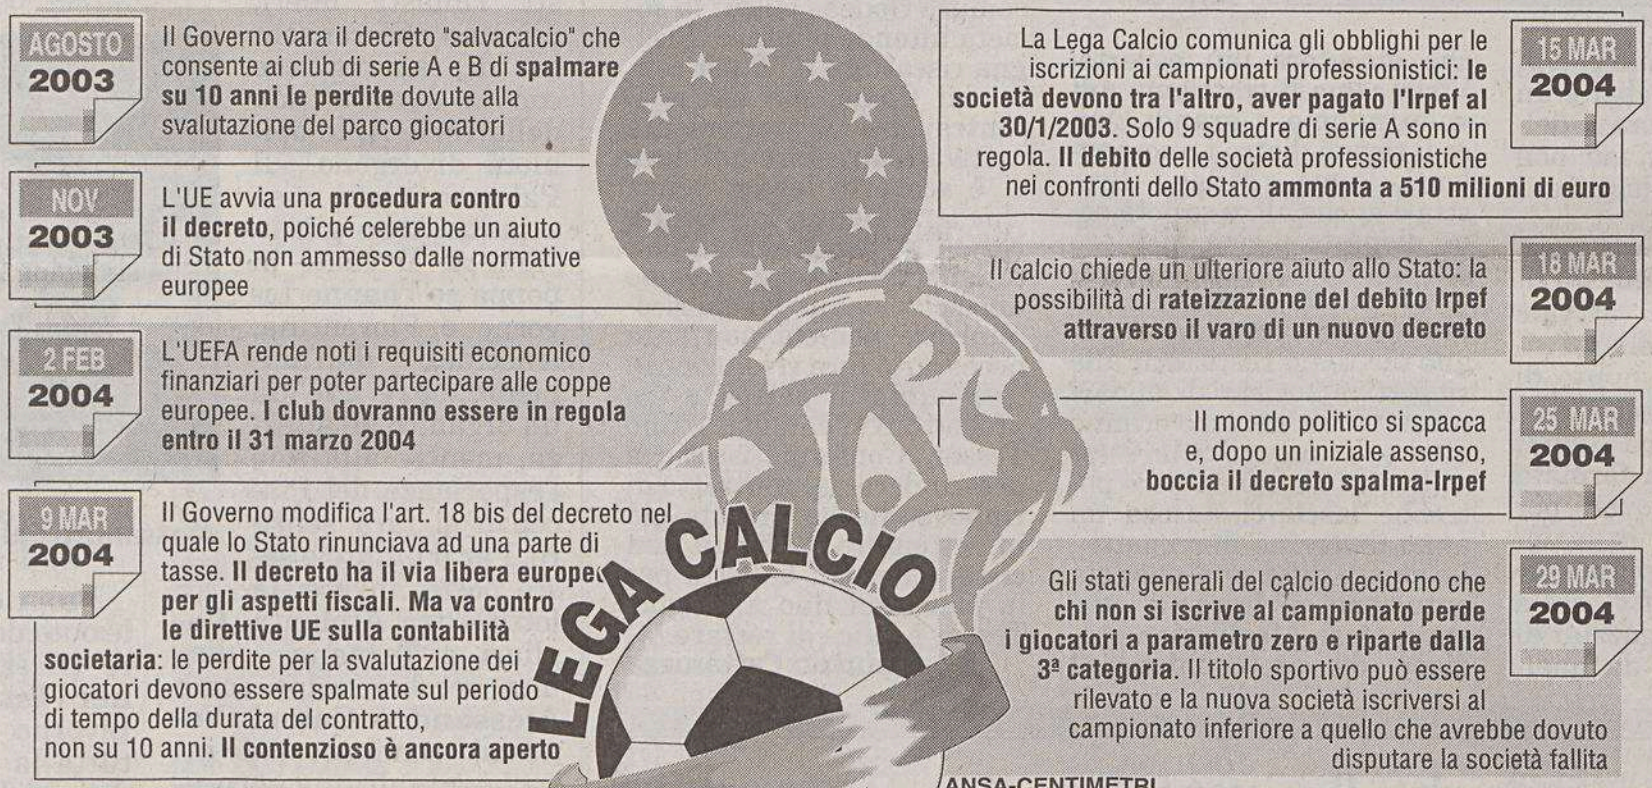 AGOSTO
2003
Il Governo vara il decreto "salvacalcio" che
consente ai club di serie A e B di spalmare
su 10 anni le perdite dovute alla
svalutazione del parco giocatori
NOV
2003
L'UE avvia una procedura contro
il decreto, poiché celerebbe un aiuto
di Stato non ammesso dalle normative
europee
2 FEB
2004
L'UEFA rende noti i requisiti economico
finanziari per poter partecipare alle coppe
europee. I club dovranno essere in regola
entro il 31 marzo 2004
9 MAR
2004
Il Governo modifica l'art. 18 bis del decreto nel
quale lo Stato rinunciava ad una parte di
tasse. Il decreto ha il via libera europeo
per gli aspetti fiscali. Ma va contro
le direttive UE sulla contabilità
societaria: le perdite per la svalutazione dei
giocatori devono essere spalmate sul periodo
di tempo della durata del contratto,
non su 10 anni. Il contenzioso è ancora aperto
LEGA CALCIO
15 MAR
2004
La Lega Calcio comunica gli obblighi per le
iscrizioni ai campionati professionistici: le
società devono tra l'altro, aver pagato l'Irpef al
30/1/2003. Solo 9 squadre di serie A sono in
regola. Il debito delle società professionistiche
nei confronti dello Stato ammonta a 510 milioni di euro
18 MAR
2004
Il calcio chiede un ulteriore aiuto allo Stato: la
possibilità di rateizzazione del debito Irpef
attraverso il varo di un nuovo decreto
25 MAR
2004
Il mondo politico si spacca
e, dopo un iniziale assenso,
boccia il decreto spalma-Irpef
29 MAR
2004
Gli stati generali del calcio decidono che
chi non si iscrive al campionato perde
i giocatori a parametro zero e riparte dalla
3ª categoria. Il titolo sportivo può essere
rilevato e la nuova società iscriversi al
campionato inferiore a quello che avrebbe dovuto
disputare la società fallita
ANSA-CENTIMETRI